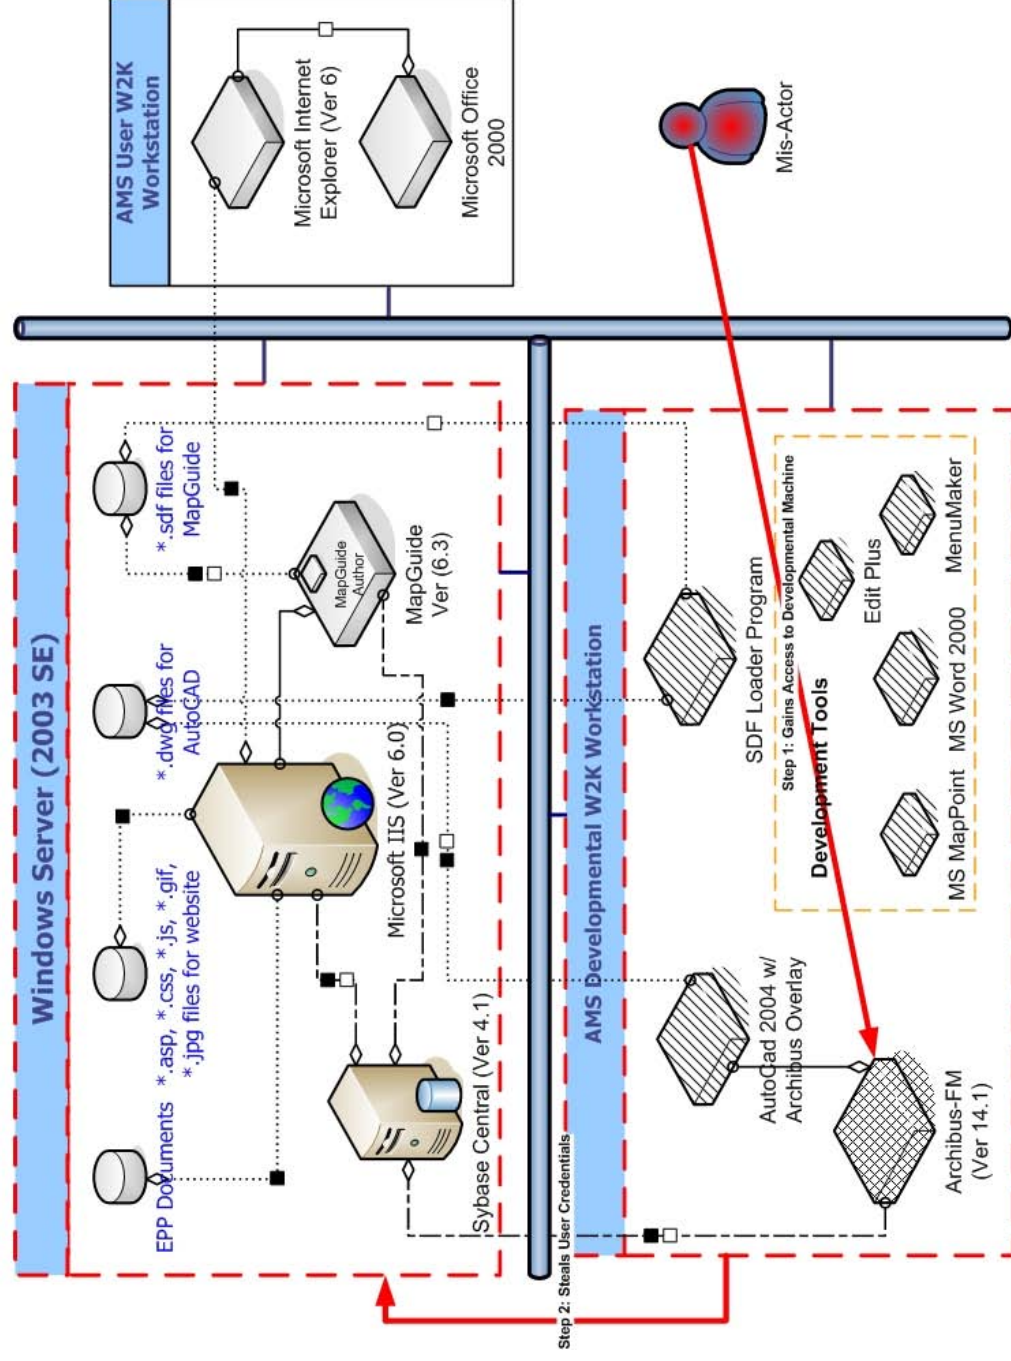 Windows Server (2003 SE)
EPP Documents
*.asp, *.css, *.js, *.gif,
*.jpg files for website
*.dwg files for
AutoCAD
*.sdf files for
MapGuide
Microsoft IIS (Ver 6.0)
MapGuide
Author
MapGuide
Ver (6.3)
Sybase Central (Ver 4.1)
AMS User W2K
Workstation
Microsoft Internet
Explorer (Ver 6)
Microsoft Office
2000
Step 2: Steals User Credentials
AMS Developmental W2K Workstation
AutoCad 2004 w/
Archibus Overlay
SDF Loader Program
Step 1: Gains Access to Developmental Machine
Development Tools
Edit Plus
MS MapPoint
MS Word 2000
MenuMaker
Archibus-FM
(Ver 14.1)
Mis-Actor